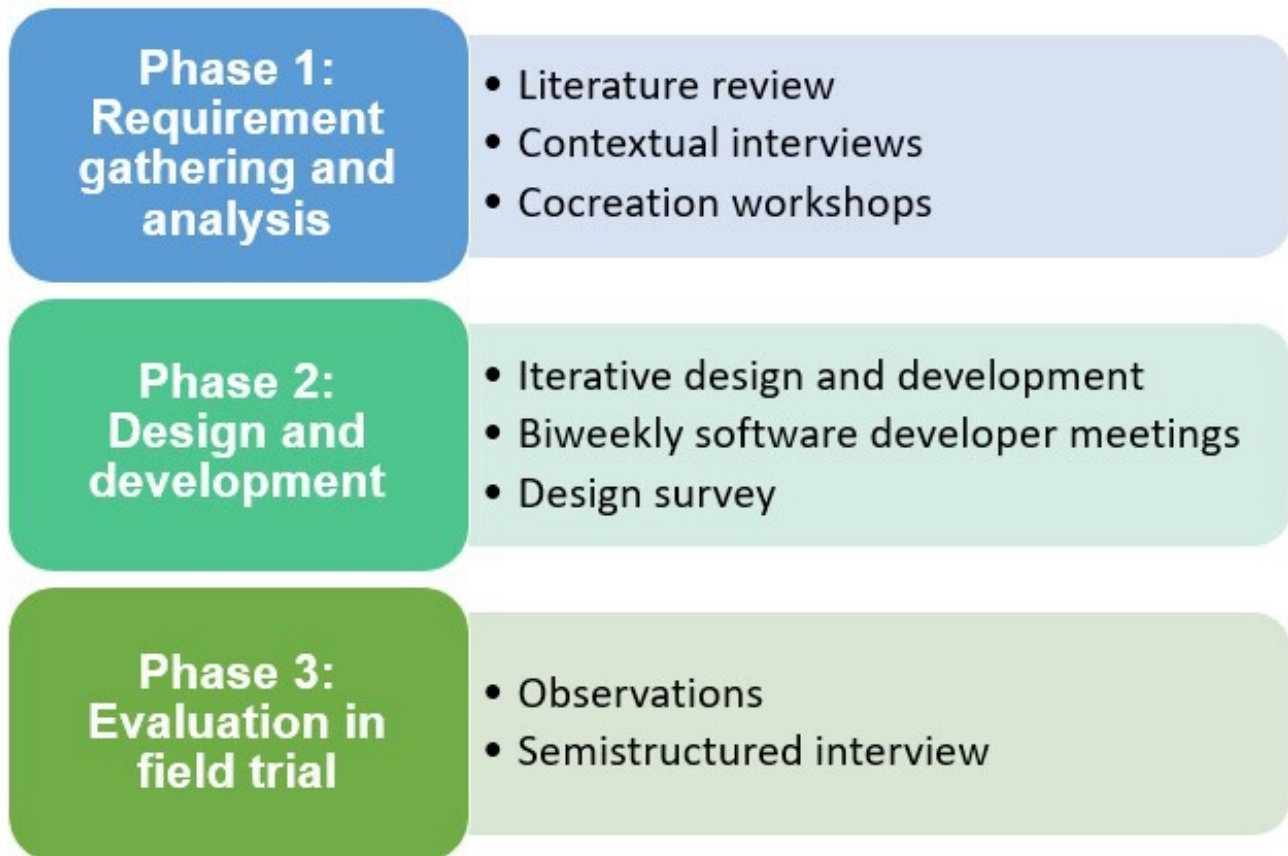 Phase 1:
Requirement
gathering and
analysis
• Literature review
• Contextual interviews
• Cocreation workshops
Phase 2:
Design and
development
• Iterative design and development
• Biweekly software developer meetings
• Design survey
Phase 3:
Evaluation in
field trial
• Observations
• Semistructured interview